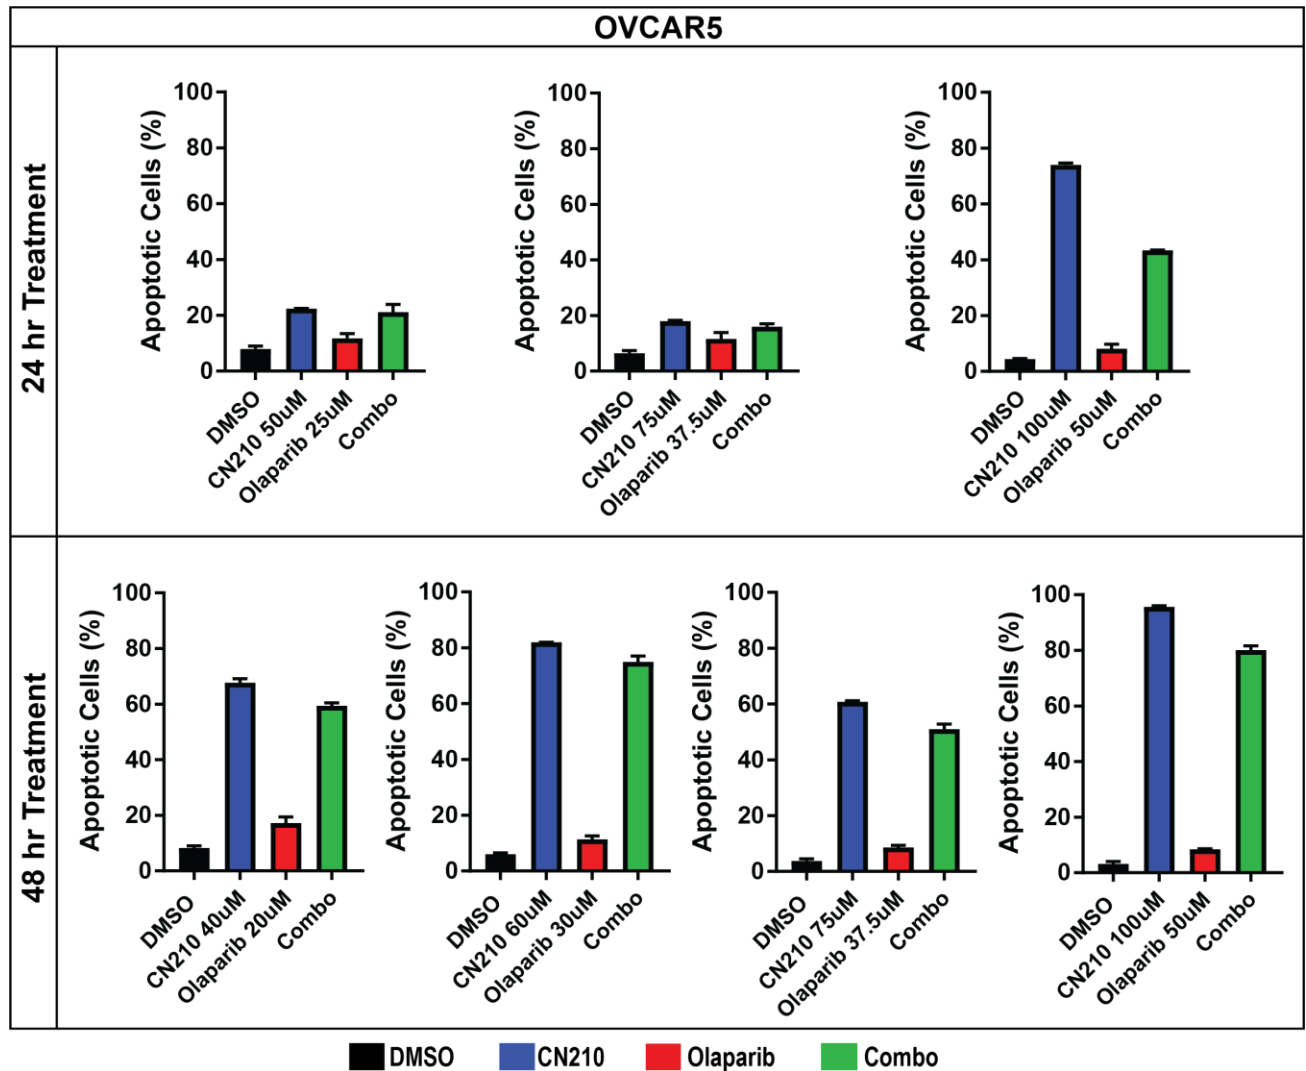 OVCAR5
24 hr Treatment
Apoptotic Cells (%)
100
80
60
40
20
0
DMSO
CN210 50uM
Olaparib 25uM
Combo
Apoptotic Cells (%)
100
80
60
40
20
0
DMSO
CN210 75uM
Olaparib 37.5uM
Combo
Apoptotic Cells (%)
100
80
60
40
20
0
DMSO
CN210 100uM
Olaparib 50uM
Combo
48 hr Treatment
Apoptotic Cells (%)
100
80
60
40
20
0
DMSO
CN210 40uM
Olaparib 20uM
Combo
Apoptotic Cells (%)
100
80
60
40
20
0
DMSO
CN210 60uM
Olaparib 30uM
Combo
Apoptotic Cells (%)
100
80
60
40
20
0
DMSO
CN210 75uM
Olaparib 37.5uM
Combo
Apoptotic Cells (%)
100
80
60
40
20
0
DMSO
CN210 100uM
Olaparib 50uM
Combo
DMSO CN210 Olaparib Combo